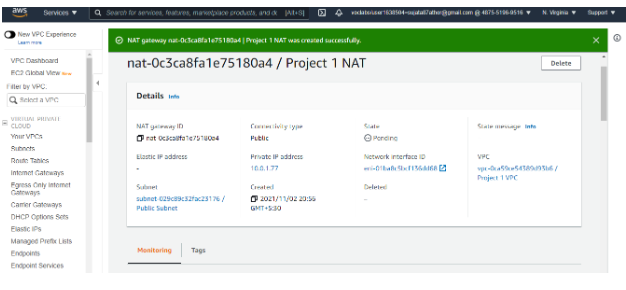 aws
Services
Search for services, features, marketplace products, and dc [Alt+S]
N. Virginia
Support
New VPC Experience
Learn more
NAT gateway nat-0c3ca8fa1e75180a4 | Project 1 NAT was created successfully.
VPC Dashboard
EC2 Global View New
Filter by VPC:
Select a VPC
VIRTUAL PRIVATE
CLOUD
Your VPCs
Subnets
Route Tables
Internet Gateways
Egress Only Internet
Gateways
Carrier Gateways
DHCP Options Sets
Elastic IPs
Managed Prefix Lists
Endpoints
Endpoint Services
nat-0c3ca8fa1e75180a4 / Project 1 NAT
Delete
Details Info
NAT gateway ID
nat-0c3ca8fa1e75180a4
Connectivity type
Public
State
Pending
State message Info
Elastic IP address
-
Private IP address
10.0.1.77
Network interface ID
VPC
Project 1 VPC
Subnet
subnet-029c89c32fac23176 /
Public Subnet
Created
2021/11/02 20:56
GMT+5:30
Deleted
-
Monitoring
Tags